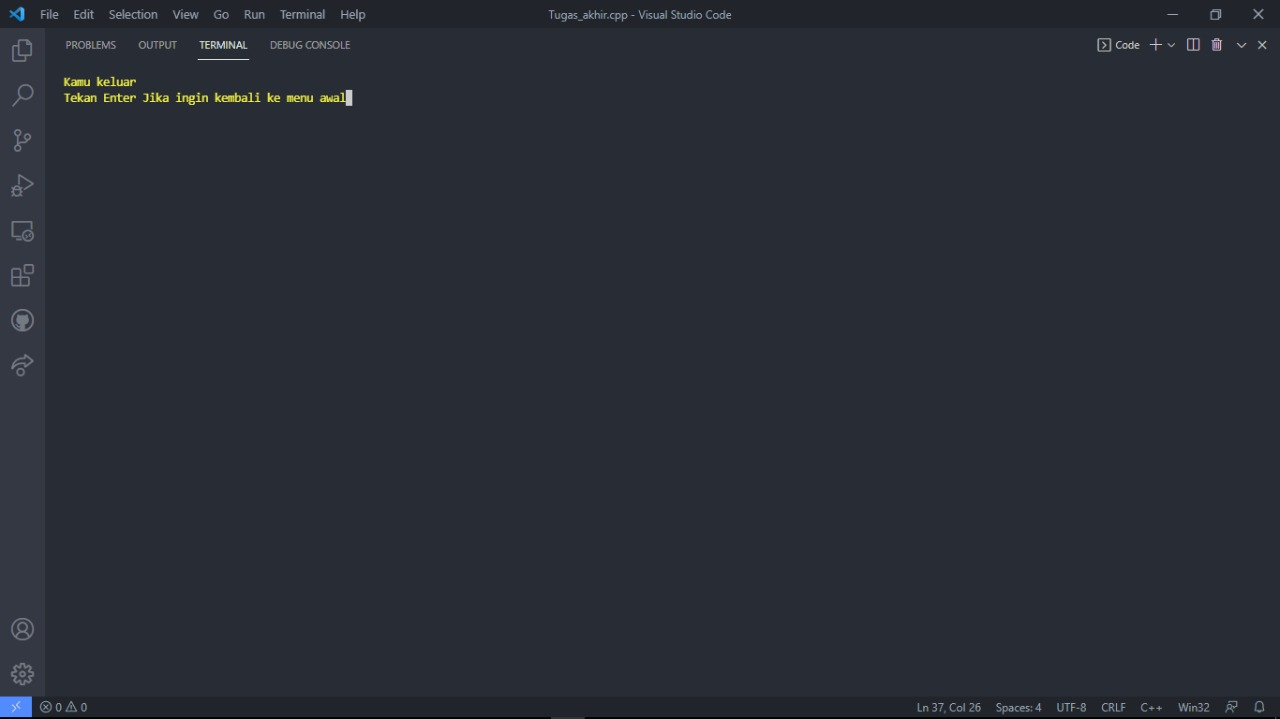 File Edit Selection View Go Run Terminal Help Tugas_akhir.cpp - Visual Studio Code
PROBLEMS OUTPUT TERMINAL DEBUG CONSOLE Code
Kamu keluar
Tekan Enter Jika ingin kembali ke menu awal
0 0 Ln 37, Col 26 Spaces: 4 UTF-8 CRLF C++ Win32